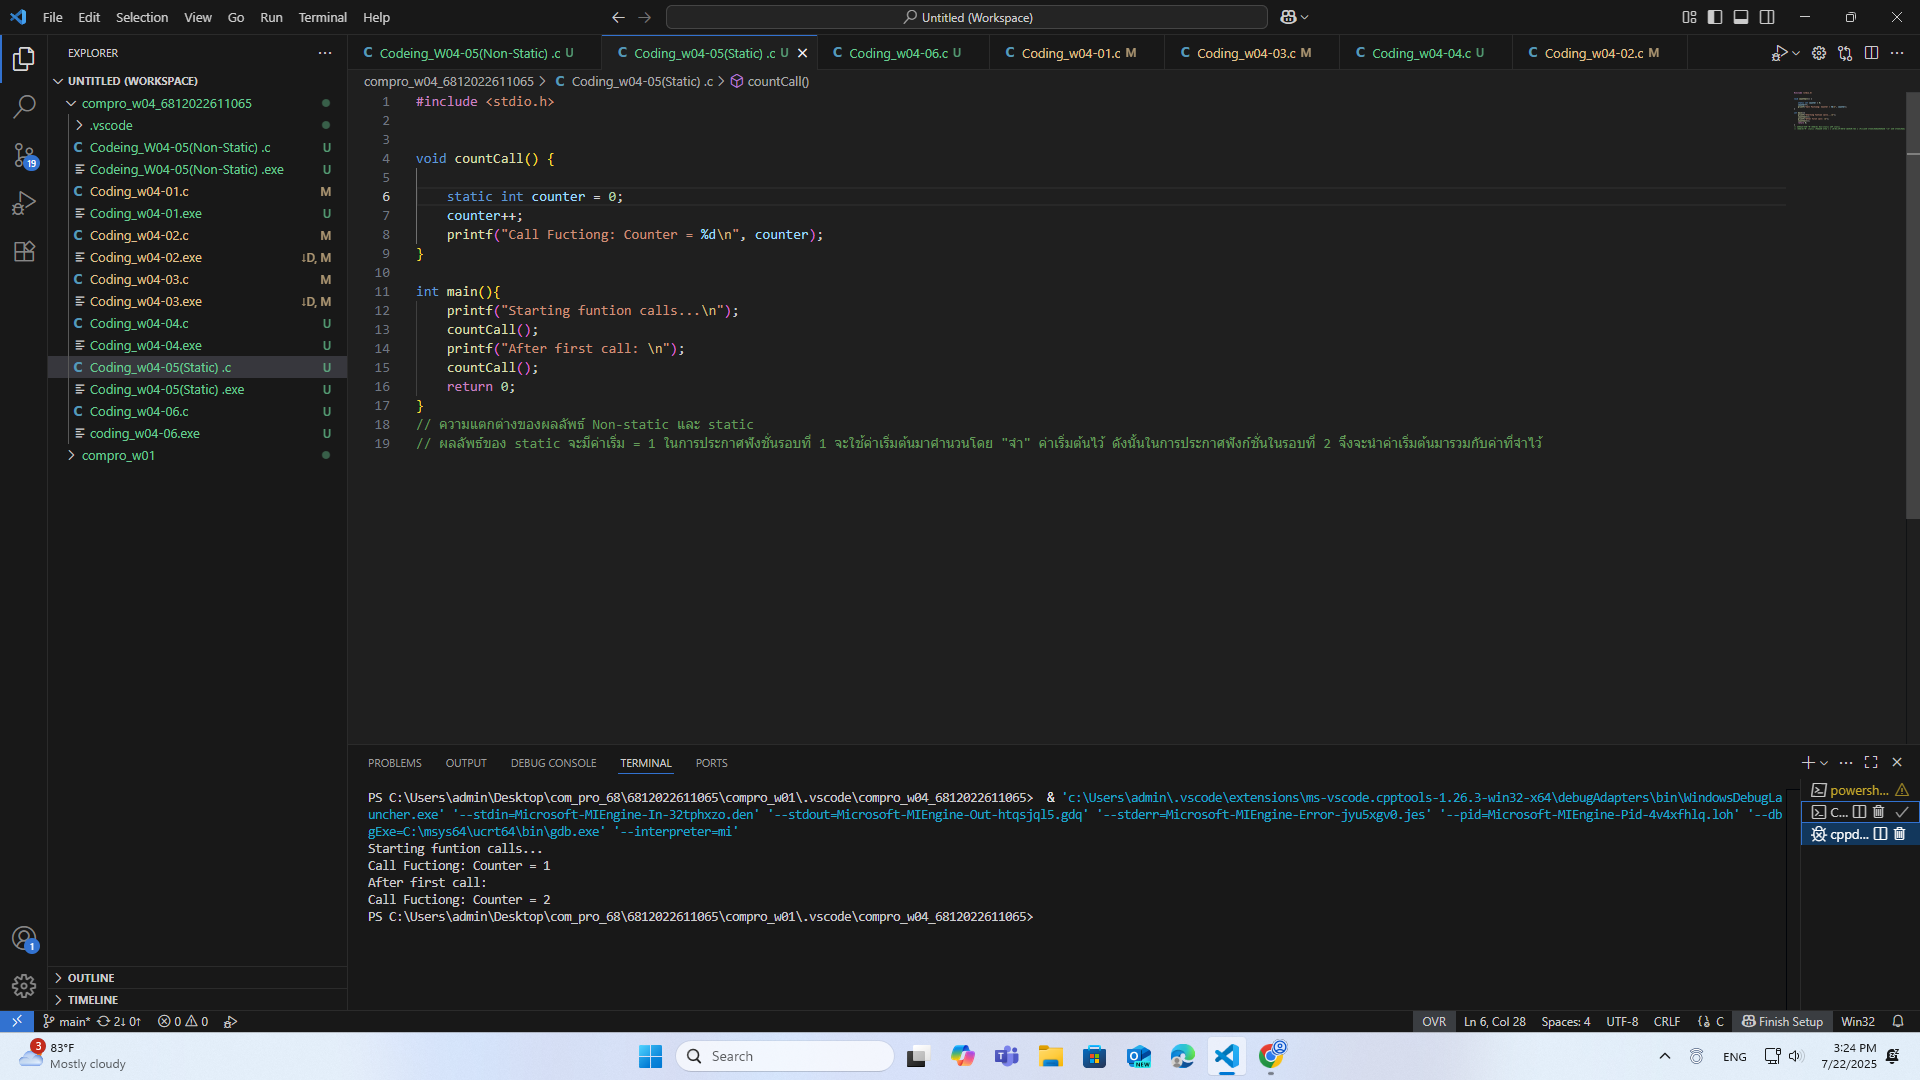 File Edit Selection View Go Run Terminal Help
Untitled (Workspace)
EXPLORER
UNTITLED (WORKSPACE)
compro_w04_6812022611065
.vscode
Codeing_W04-05(Non-Static) .c U
Codeing_W04-05(Non-Static) .exe U
Coding_w04-01.c M
Coding_w04-01.exe U
Coding_w04-02.c M
Coding_w04-02.exe ↓D, M
Coding_w04-03.c M
Coding_w04-03.exe ↓D, M
Coding_w04-04.c U
Coding_w04-04.exe U
Coding_w04-05(Static) .c U
Coding_w04-05(Static) .exe U
Coding_w04-06.c U
coding_w04-06.exe U
compro_w01
OUTLINE
TIMELINE
19
1
Codeing_W04-05(Non-Static) .c U
Coding_w04-05(Static) .c U
Coding_w04-06.c U
Coding_w04-01.c M
Coding_w04-03.c M
Coding_w04-04.c U
Coding_w04-02.c M
compro_w04_6812022611065 > C Coding_w04-05(Static) .c > countCall()
1 #include <stdio.h>
2
3
4 void countCall() {
5
6 static int counter = 0;
7 counter++;
8 printf("Call Fuctiong: Counter = %d\n", counter);
9 }
10
11 int main(){
12 printf("Starting funtion calls...\n");
13 countCall();
14 printf("After first call: \n");
15 countCall();
16 return 0;
17 }
18 // ความแตกต่างของผลลัพธ์ Non-static และ static
19 // ผลลัพธ์ของ static จะมีค่าเริ่ม = 1 ในการประกาศฟังชั่นรอบที่ 1 จะใช้ค่าเริ่มต้นมาคำนวนโดย "จำ" ค่าเริ่มต้นไว้ ดังนั้นในการประกาศฟังก์ชั่นในรอบที่ 2 จึงจะนำค่าเริ่มต้นมารวมกับค่าที่จำไว้
PROBLEMS OUTPUT DEBUG CONSOLE TERMINAL PORTS
PS C:\Users\admin\Desktop\com_pro_68\6812022611065\compro_w01\.vscode\compro_w04_6812022611065> & 'c:\Users\admin\.vscode\extensions\ms-vscode.cpptools-1.26.3-win32-x64\debugAdapters\bin\WindowsDebugLa
uncher.exe' '--stdin=Microsoft-MIEngine-In-32tphxzo.den' '--stdout=Microsoft-MIEngine-Out-htqsjql5.gdq' '--stderr=Microsoft-MIEngine-Error-jyu5xgv0.jes' '--pid=Microsoft-MIEngine-Pid-4v4xfhlq.loh' '--db
gExe=C:\msys64\ucrt64\bin\gdb.exe' '--interpreter=mi'
Starting funtion calls...
Call Fuctiong: Counter = 1
After first call:
Call Fuctiong: Counter = 2
PS C:\Users\admin\Desktop\com_pro_68\6812022611065\compro_w01\.vscode\compro_w04_6812022611065>
powersh...
C...
cppd...
main* 2↓ 0↑ 0 0
OVR Ln 6, Col 28 Spaces: 4 UTF-8 CRLF {} C Finish Setup Win32
3
83°F
Mostly cloudy
Search
NEW
ENG
3:24 PM
7/22/2025